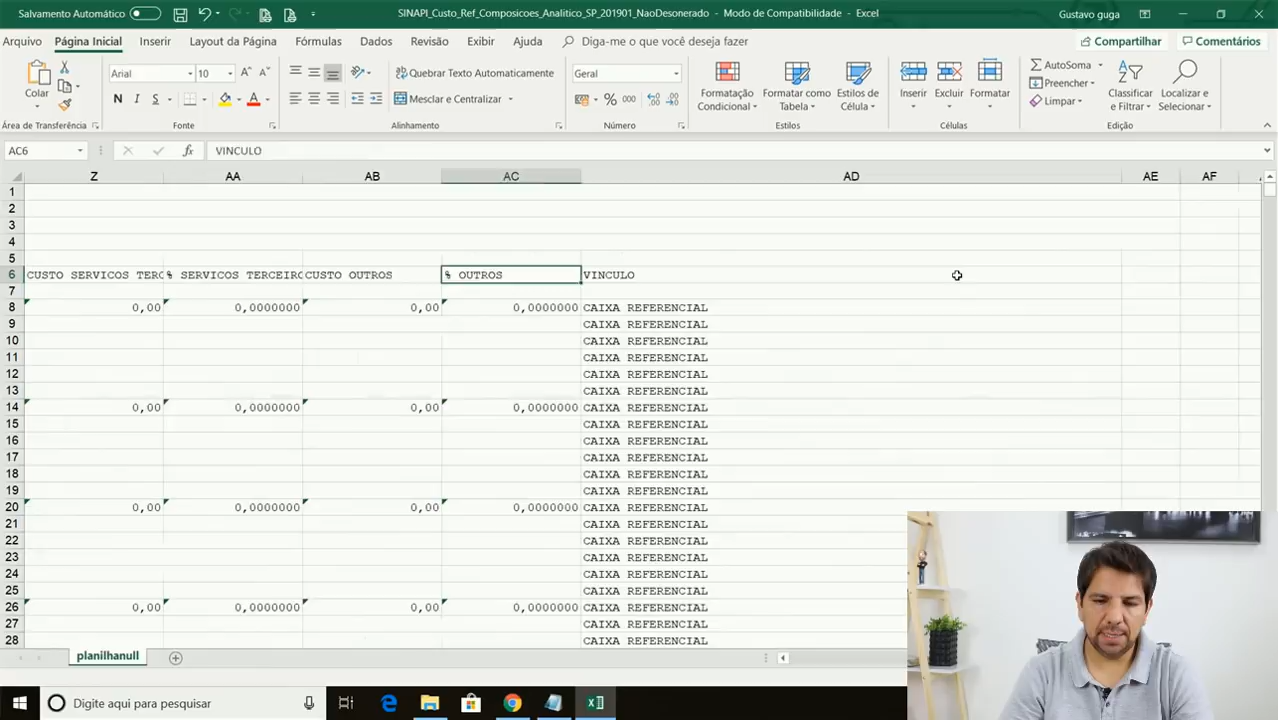 Salvamento Automático SINAPI_Custo_Ref_Composicoes_Analitico_SP_201901_NaoDesonerado - Modo de Compatibilidade - Excel Gustavo guga
Arquivo Página Inicial Inserir Layout da Página Fórmulas Dados Revisão Exibir Ajuda Diga-me o que você deseja fazer Compartilhar Comentários
Colar Arial 10 Quebrar Texto Automaticamente Geral Formatação Condicional Formatar como Tabela Estilos de Célula Inserir Excluir Formatar AutoSoma Preencher Limpar Classificar e Filtrar Localizar e Selecionar
N I S Mesclar e Centralizar % 000
Área de Transferência Fonte Alinhamento Número Estilos Células Edição
AC6 fx VINCULO
Z AA AB AC AD AE AF
1
2
3
4
5
6 CUSTO SERVICOS TERC % SERVICOS TERCEIRO CUSTO OUTROS % OUTROS VINCULO
7
8 0,00 0,0000000 0,00 0,0000000 CAIXA REFERENCIAL
9 CAIXA REFERENCIAL
10 CAIXA REFERENCIAL
11 CAIXA REFERENCIAL
12 CAIXA REFERENCIAL
13 CAIXA REFERENCIAL
14 0,00 0,0000000 0,00 0,0000000 CAIXA REFERENCIAL
15 CAIXA REFERENCIAL
16 CAIXA REFERENCIAL
17 CAIXA REFERENCIAL
18 CAIXA REFERENCIAL
19 CAIXA REFERENCIAL
20 0,00 0,0000000 0,00 0,0000000 CAIXA REFERENCIAL
21 CAIXA REFERENCIAL
22 CAIXA REFERENCIAL
23 CAIXA REFERENCIAL
24 CAIXA REFERENCIAL
25 CAIXA REFERENCIAL
26 0,00 0,0000000 0,00 0,0000000 CAIXA REFERENCIAL
27 CAIXA REFERENCIAL
28 CAIXA REFERENCIAL
planilhanull
Digite aqui para pesquisar